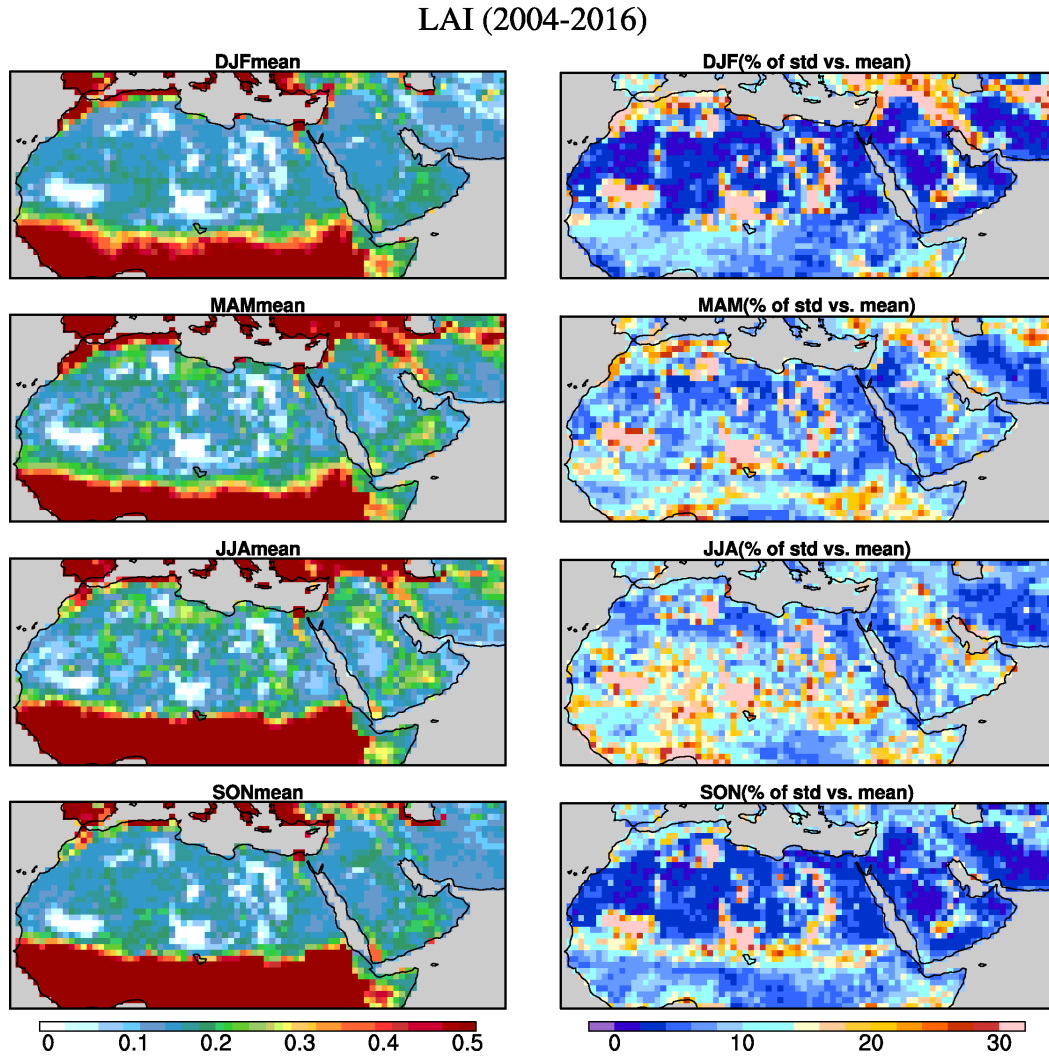 LAI (2004-2016)
DJFmean
DJF(% of std vs. mean)
MAMmean
MAM(% of std vs. mean)
JJAmean
JJA(% of std vs. mean)
SONmean
SON(% of std vs. mean)
0 0.1 0.2 0.3 0.4 0.5
0 10 20 30